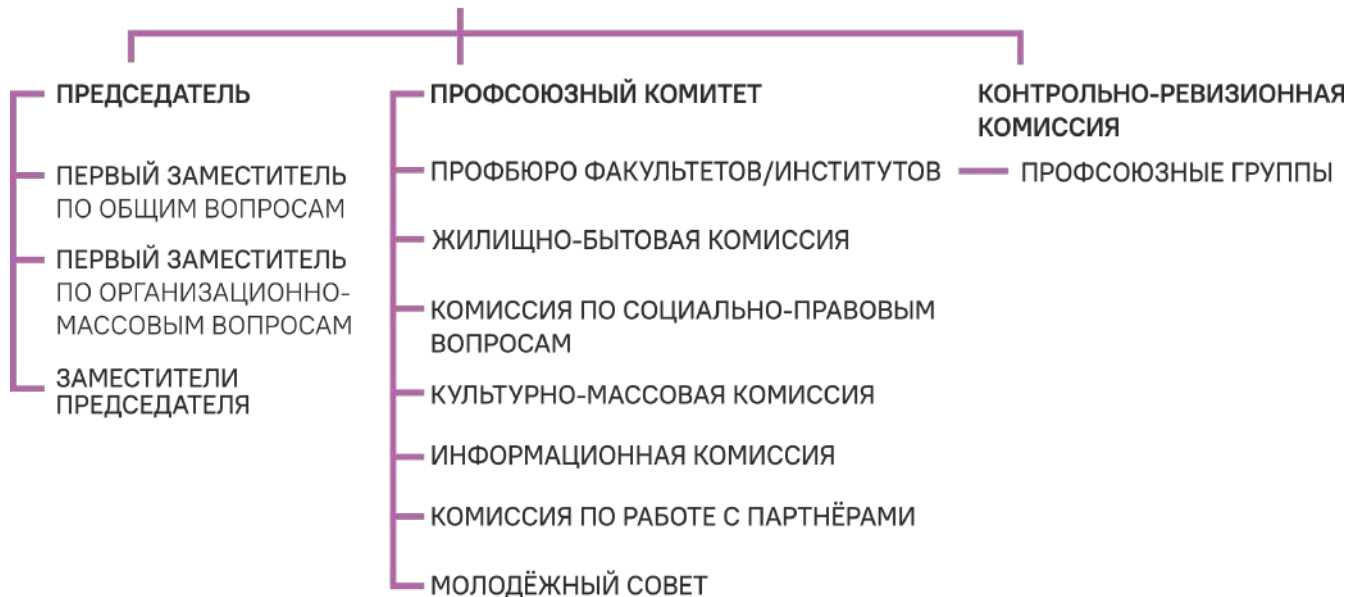 ПРЕДСЕДАТЕЛЬ
ПЕРВЫЙ ЗАМЕСТИТЕЛЬ
ПО ОБЩИМ ВОПРОСАМ
ПЕРВЫЙ ЗАМЕСТИТЕЛЬ
ПО ОРГАНИЗАЦИОННО-
МАССОВЫМ ВОПРОСАМ
ЗАМЕСТИТЕЛИ
ПРЕДСЕДАТЕЛЯ
ПРОФСОЮЗНЫЙ КОМИТЕТ
ПРОФБЮРО ФАКУЛЬТЕТОВ/ИНСТИТУТОВ
ЖИЛИЩНО-БЫТОВАЯ КОМИССИЯ
КОМИССИЯ ПО СОЦИАЛЬНО-ПРАВОВЫМ
ВОПРОСАМ
КУЛЬТУРНО-МАССОВАЯ КОМИССИЯ
ИНФОРМАЦИОННАЯ КОМИССИЯ
КОМИССИЯ ПО РАБОТЕ С ПАРТНЁРАМИ
МОЛОДЁЖНЫЙ СОВЕТ
КОНТРОЛЬНО-РЕВИЗИОННАЯ
КОМИССИЯ
ПРОФСОЮЗНЫЕ ГРУППЫ